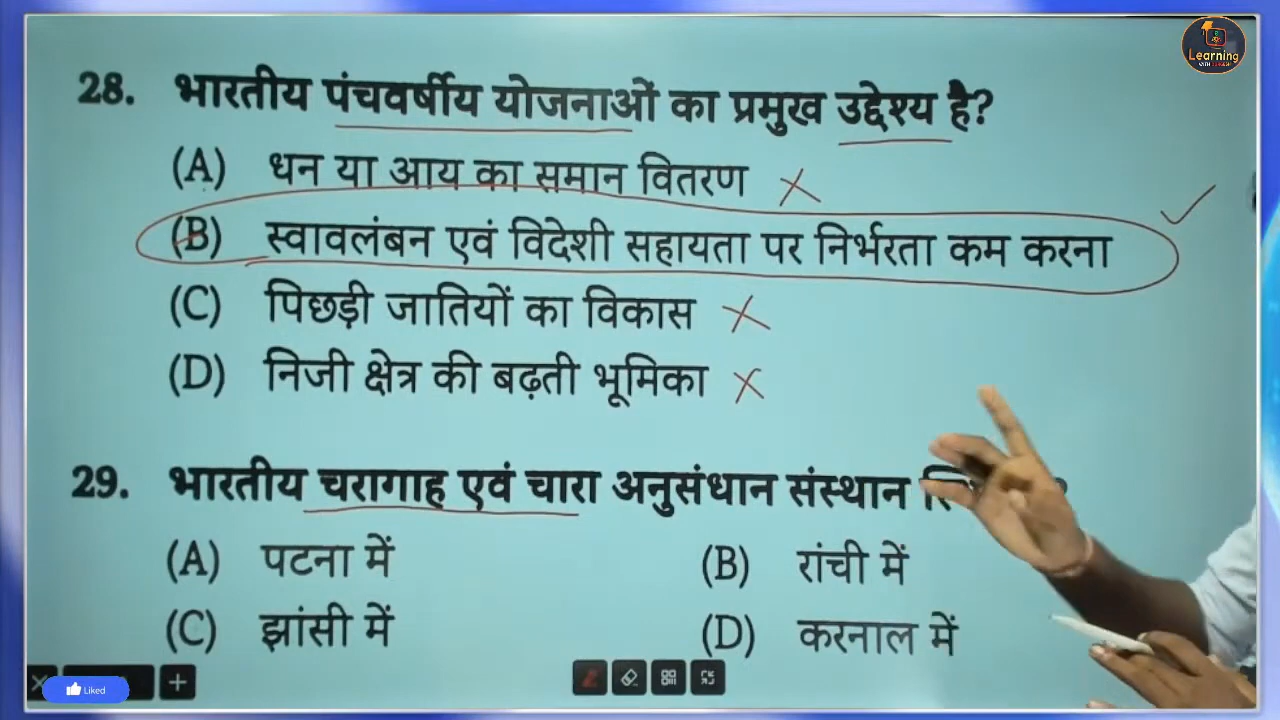 Learning
28. भारतीय पंचवर्षीय योजनाओं का प्रमुख उद्देश्य है?
(A) धन या आय का समान वितरण
(B) स्वावलंबन एवं विदेशी सहायता पर निर्भरता कम करना
(C) पिछड़ी जातियों का विकास
(D) निजी क्षेत्र की बढ़ती भूमिका
29. भारतीय चरागाह एवं चारा अनुसंधान संस्थान
(A) पटना में (B) रांची में
(C) झांसी में (D) करनाल में
Liked